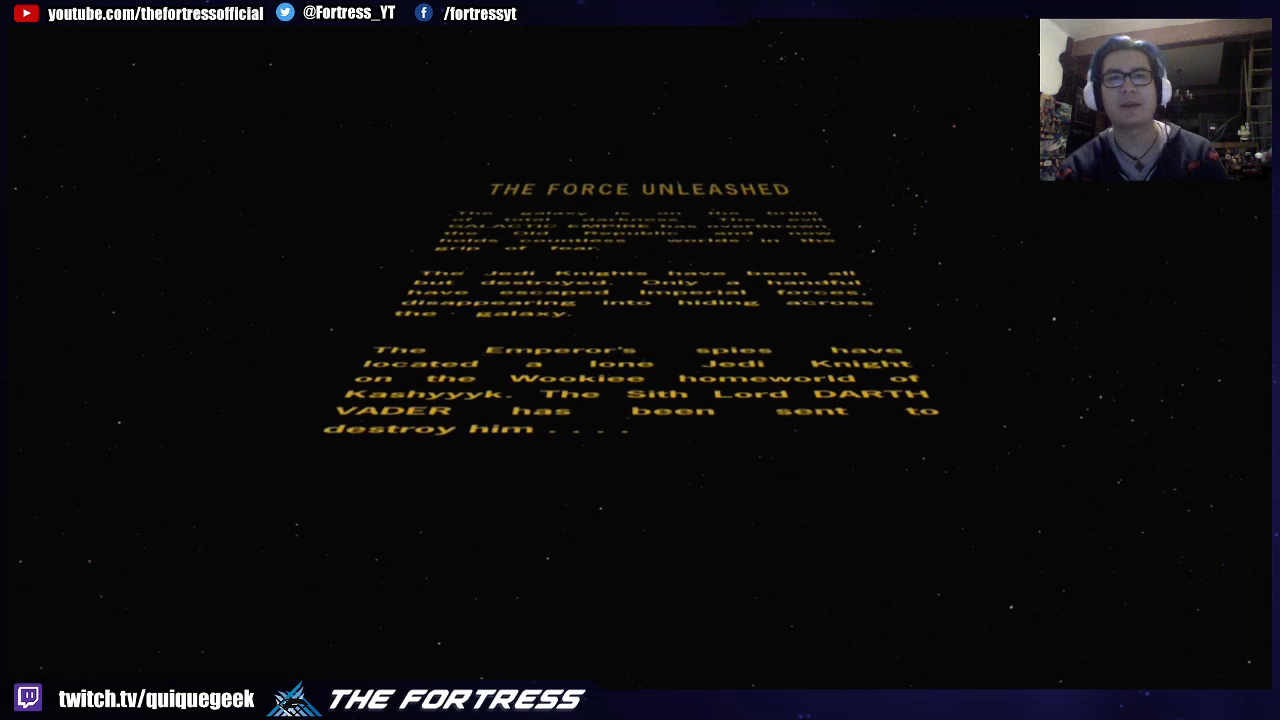 youtube.com/thefortressofficial @Fortress_YT /fortressyt
THE FORCE UNLEASHED
The galaxy is on the brink
of total darkness. The evil
GALACTIC EMPIRE has overthrown
the Old Republic and now
holds countless worlds in the
grip of fear.
The Jedi Knights have been all
but destroyed. Only a handful
have escaped Imperial forces,
disappearing into hiding across
the galaxy.
The Emperor's spies have
located a lone Jedi Knight
on the Wookiee homeworld of
Kashyyyk. The Sith Lord DARTH
VADER has been sent to
destroy him . . . .
twitch.tv/quiquegeek THE FORTRESS